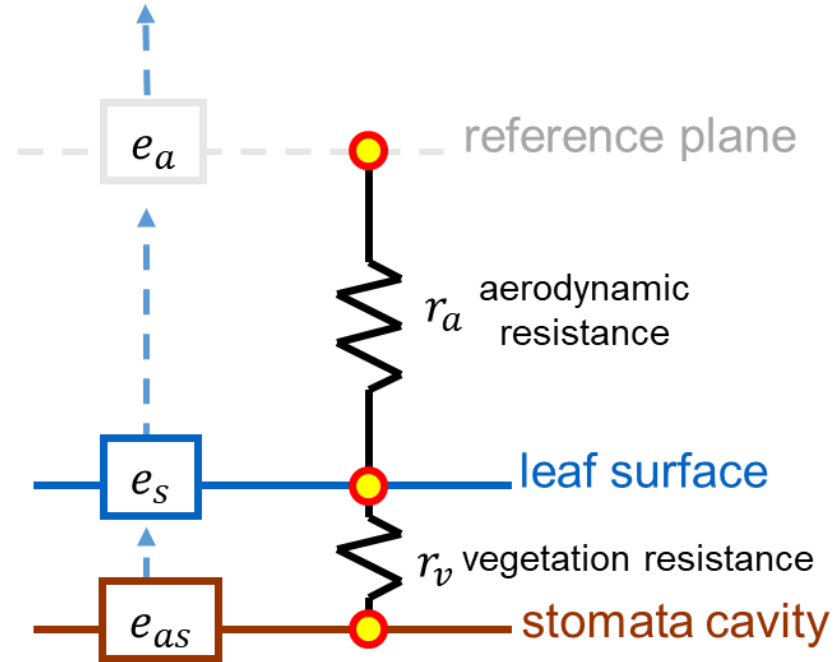 e_a
reference plane
r_a aerodynamic
resistance
e_s
leaf surface
r_v vegetation resistance
e_as
stomata cavity